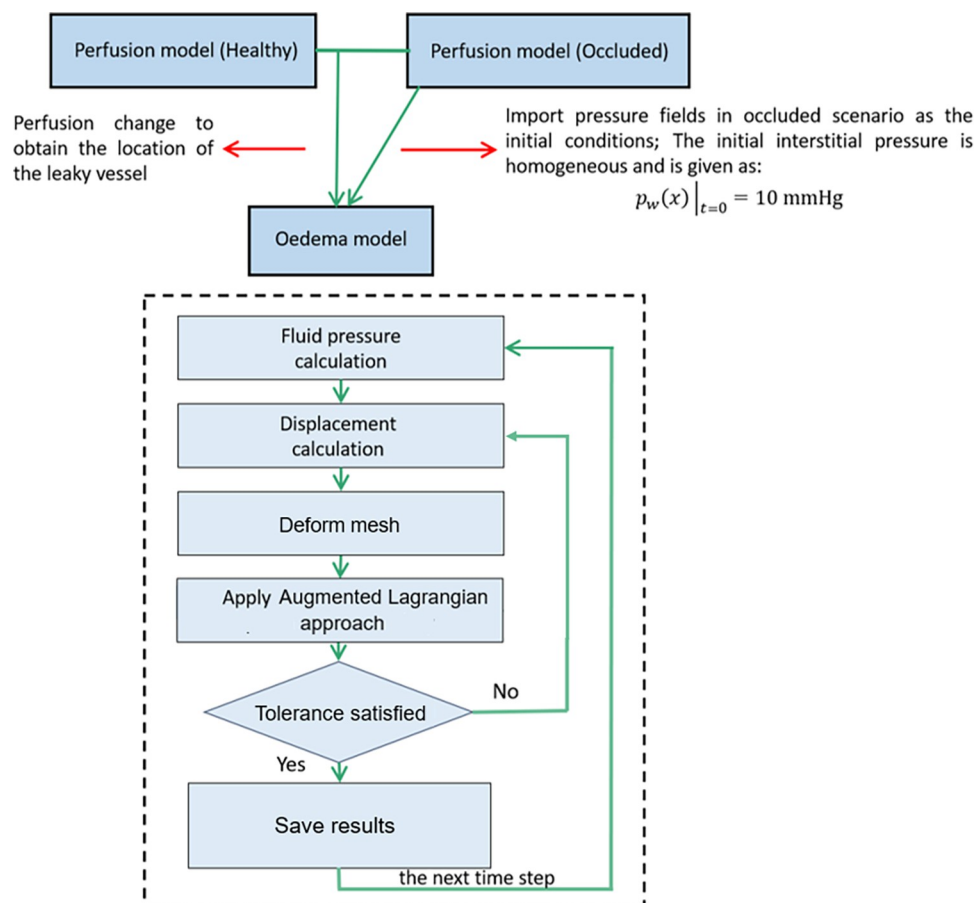 Perfusion model (Healthy)
Perfusion model (Occluded)
Perfusion change to
obtain the location of
the leaky vessel
Import pressure fields in occluded scenario as the
initial conditions; The initial interstitial pressure is
homogeneous and is given as:
p_w(x)|_{t=0} = 10 mmHg
Oedema model
Fluid pressure
calculation
Displacement
calculation
Deform mesh
Apply Augmented Lagrangian
approach
Tolerance satisfied
No
Yes
Save results
the next time step